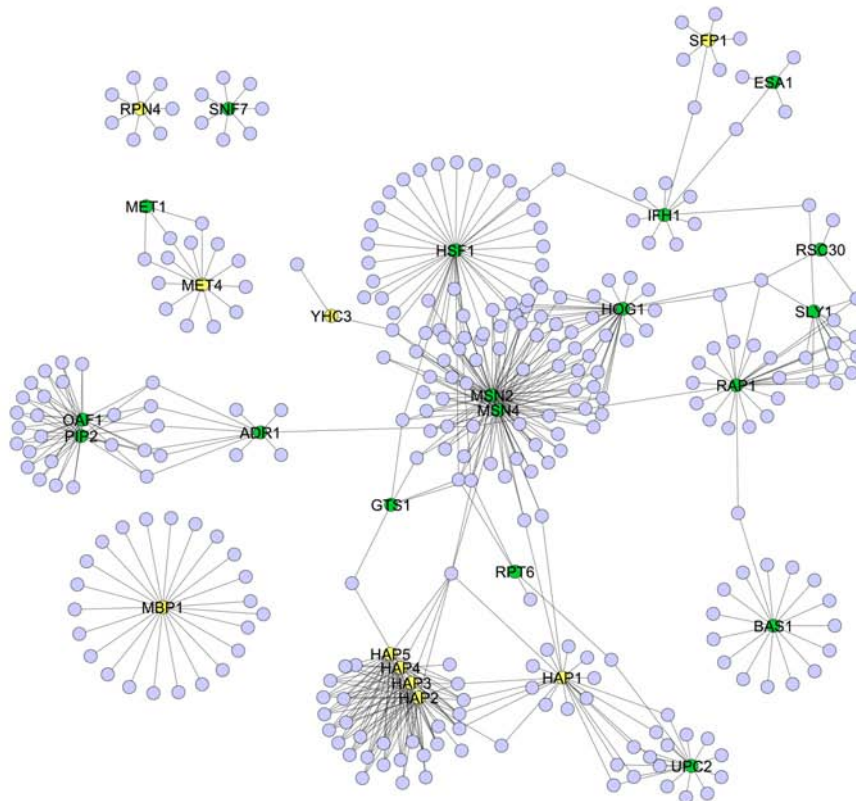 SFP1
ESA1
RPN4
SNF7
MET1
IFH1
HSF1
RSC30
MET4
YHC3
HOG1
SLY1
RAP1
MSN2
MSN4
OAF1
PIP2
ADR1
GTS1
RPT6
MBP1
BAS1
HAP5
HAP4
HAP3
HAP2
HAP1
UPC2